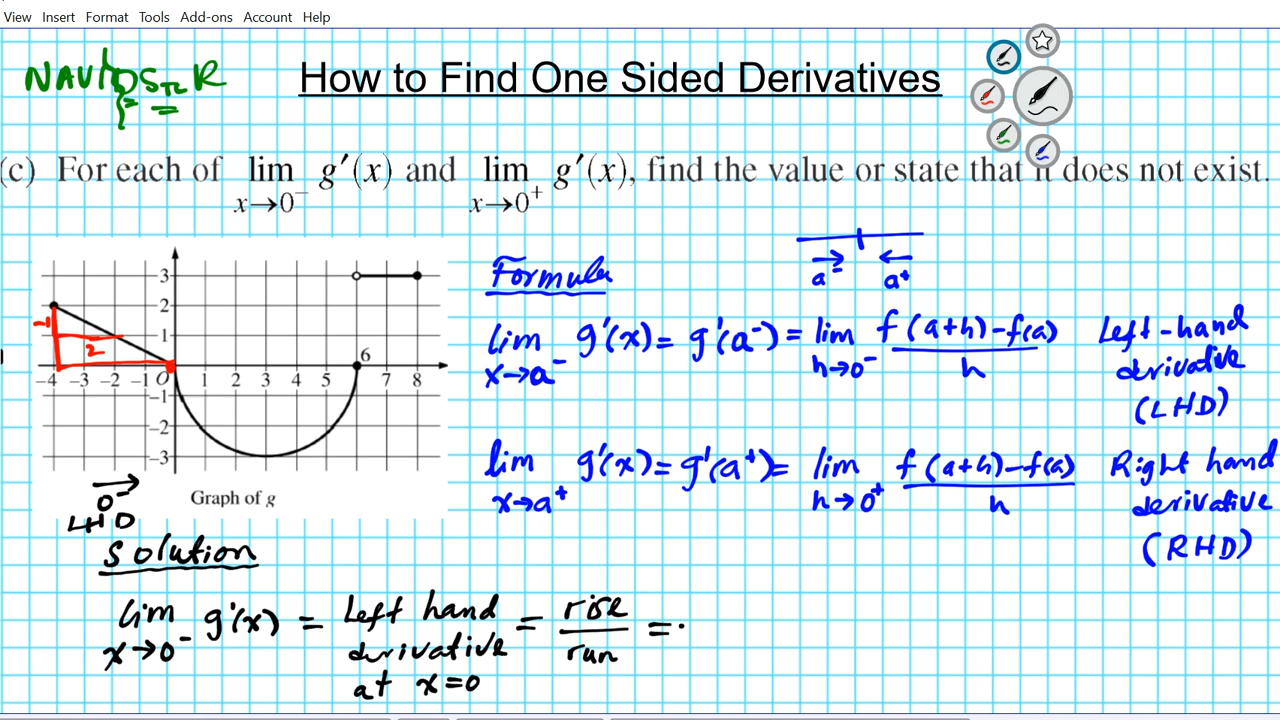 View Insert Format Tools Add-ons Account Help
NAVIDSTR
How to Find One Sided Derivatives
(c) For each of lim x→0⁻ g′(x) and lim x→0⁺ g′(x), find the value or state that it does not exist.
Formula
a⁻ a⁺
lim x→a⁻ g'(x) = g'(a⁻) = lim h→0⁻ f(a+h)-f(a) / h Left-hand derivative (LHD)
lim x→a⁺ g'(x) = g'(a⁺) = lim h→0⁺ f(a+h)-f(a) / h Right hand derivative (RHD)
3
2
1
-1
2
6
-4 -3 -2 -1 O 1 2 3 4 5 7 8
-1
-2
-3
Graph of g
0⁻
LHD
Solution
lim x→0⁻ g'(x) = Left hand derivative at x=0 = rise / run =